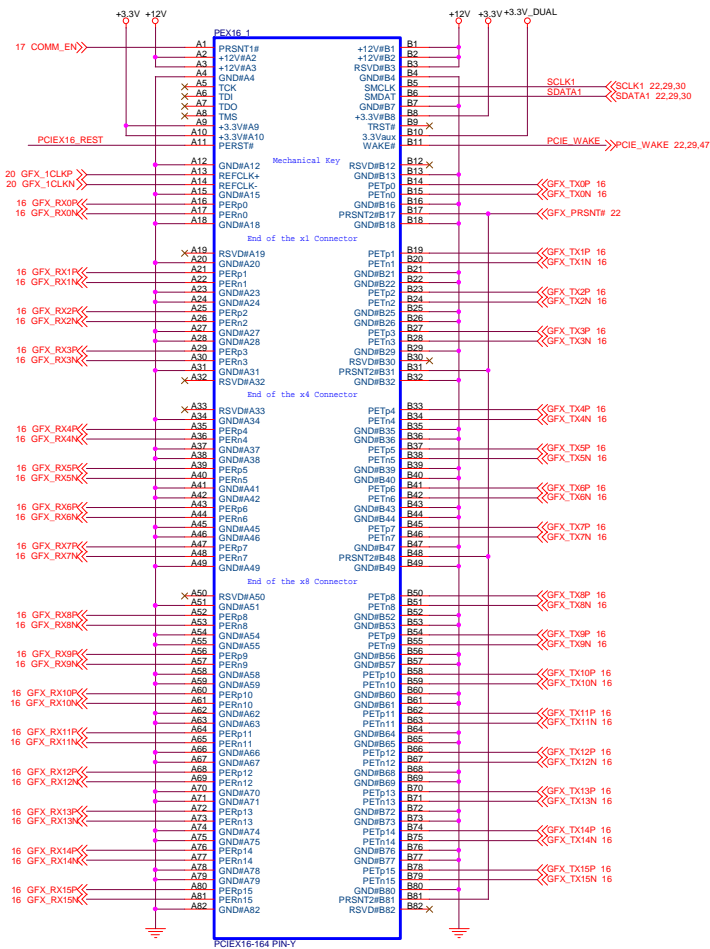 +3.3V +12V +12V +3.3V +3.3V_DUAL
PEX16_1
17 COMM_EN A1 PRSNT1# +12V#B1 B1
A2 +12V#A2 +12V#B2 B2
A3 +12V#A3 RSVD#B3 B3
A4 GND#A4 GND#B4 B4
A5 TCK SMCLK B5 SCLK1 SCLK1 22,29,30
A6 TDI SMDAT B6 SDATA1 SDATA1 22,29,30
A7 TDO GND#B7 B7
A8 TMS +3.3V#B8 B8
A9 +3.3V#A9 TRST# B9
A10 +3.3V#A10 3.3Vaux B10
PCIEX16_REST A11 PERST# WAKE# B11 PCIE_WAKE PCIE_WAKE 22,29,47
Mechanical Key
A12 GND#A12 RSVD#B12 B12
20 GFX_1CLKP A13 REFCLK+ GND#B13 B13
20 GFX_1CLKN A14 REFCLK- PETp0 B14 GFX_TX0P 16
A15 GND#A15 PETn0 B15 GFX_TX0N 16
16 GFX_RX0P A16 PERp0 GND#B16 B16
16 GFX_RX0N A17 PERn0 PRSNT2#B17 B17 GFX_PRSNT# 22
A18 GND#A18 GND#B18 B18
End of the x1 Connector
A19 RSVD#A19 PETp1 B19 GFX_TX1P 16
A20 GND#A20 PETn1 B20 GFX_TX1N 16
16 GFX_RX1P A21 PERp1 GND#B21 B21
16 GFX_RX1N A22 PERn1 GND#B22 B22
A23 GND#A23 PETp2 B23 GFX_TX2P 16
A24 GND#A24 PETn2 B24 GFX_TX2N 16
16 GFX_RX2P A25 PERp2 GND#B25 B25
16 GFX_RX2N A26 PERn2 GND#B26 B26
A27 GND#A27 PETp3 B27 GFX_TX3P 16
A28 GND#A28 PETn3 B28 GFX_TX3N 16
16 GFX_RX3P A29 PERp3 GND#B29 B29
16 GFX_RX3N A30 PERn3 RSVD#B30 B30
A31 GND#A31 PRSNT2#B31 B31
A32 RSVD#A32 GND#B32 B32
End of the x4 Connector
A33 RSVD#A33 PETp4 B33 GFX_TX4P 16
A34 GND#A34 PETn4 B34 GFX_TX4N 16
16 GFX_RX4P A35 PERp4 GND#B35 B35
16 GFX_RX4N A36 PERn4 GND#B36 B36
A37 GND#A37 PETp5 B37 GFX_TX5P 16
A38 GND#A38 PETn5 B38 GFX_TX5N 16
16 GFX_RX5P A39 PERp5 GND#B39 B39
16 GFX_RX5N A40 PERn5 GND#B40 B40
A41 GND#A41 PETp6 B41 GFX_TX6P 16
A42 GND#A42 PETn6 B42 GFX_TX6N 16
16 GFX_RX6P A43 PERp6 GND#B43 B43
16 GFX_RX6N A44 PERn6 GND#B44 B44
A45 GND#A45 PETp7 B45 GFX_TX7P 16
A46 GND#A46 PETn7 B46 GFX_TX7N 16
16 GFX_RX7P A47 PERp7 GND#B47 B47
16 GFX_RX7N A48 PERn7 PRSNT2#B48 B48
A49 GND#A49 GND#B49 B49
End of the x8 Connector
A50 RSVD#A50 PETp8 B50 GFX_TX8P 16
A51 GND#A51 PETn8 B51 GFX_TX8N 16
16 GFX_RX8P A52 PERp8 GND#B52 B52
16 GFX_RX8N A53 PERn8 GND#B53 B53
A54 GND#A54 PETp9 B54 GFX_TX9P 16
A55 GND#A55 PETn9 B55 GFX_TX9N 16
16 GFX_RX9P A56 PERp9 GND#B56 B56
16 GFX_RX9N A57 PERn9 GND#B57 B57
A58 GND#A58 PETp10 B58 GFX_TX10P 16
A59 GND#A59 PETn10 B59 GFX_TX10N 16
16 GFX_RX10P A60 PERp10 GND#B60 B60
16 GFX_RX10N A61 PERn10 GND#B61 B61
A62 GND#A62 PETp11 B62 GFX_TX11P 16
A63 GND#A63 PETn11 B63 GFX_TX11N 16
16 GFX_RX11P A64 PERp11 GND#B64 B64
16 GFX_RX11N A65 PERn11 GND#B65 B65
A66 GND#A66 PETp12 B66 GFX_TX12P 16
A67 GND#A67 PETn12 B67 GFX_TX12N 16
16 GFX_RX12P A68 PERp12 GND#B68 B68
16 GFX_RX12N A69 PERn12 GND#B69 B69
A70 GND#A70 PETp13 B70 GFX_TX13P 16
A71 GND#A71 PETn13 B71 GFX_TX13N 16
16 GFX_RX13P A72 PERp13 GND#B72 B72
16 GFX_RX13N A73 PERn13 GND#B73 B73
A74 GND#A74 PETp14 B74 GFX_TX14P 16
A75 GND#A75 PETn14 B75 GFX_TX14N 16
16 GFX_RX14P A76 PERp14 GND#B76 B76
16 GFX_RX14N A77 PERn14 GND#B77 B77
A78 GND#A78 PETp15 B78 GFX_TX15P 16
A79 GND#A79 PETn15 B79 GFX_TX15N 16
16 GFX_RX15P A80 PERp15 GND#B80 B80
16 GFX_RX15N A81 PERn15 PRSNT2#B81 B81
A82 GND#A82 RSVD#B82 B82
PCIEX16-164 PIN-Y